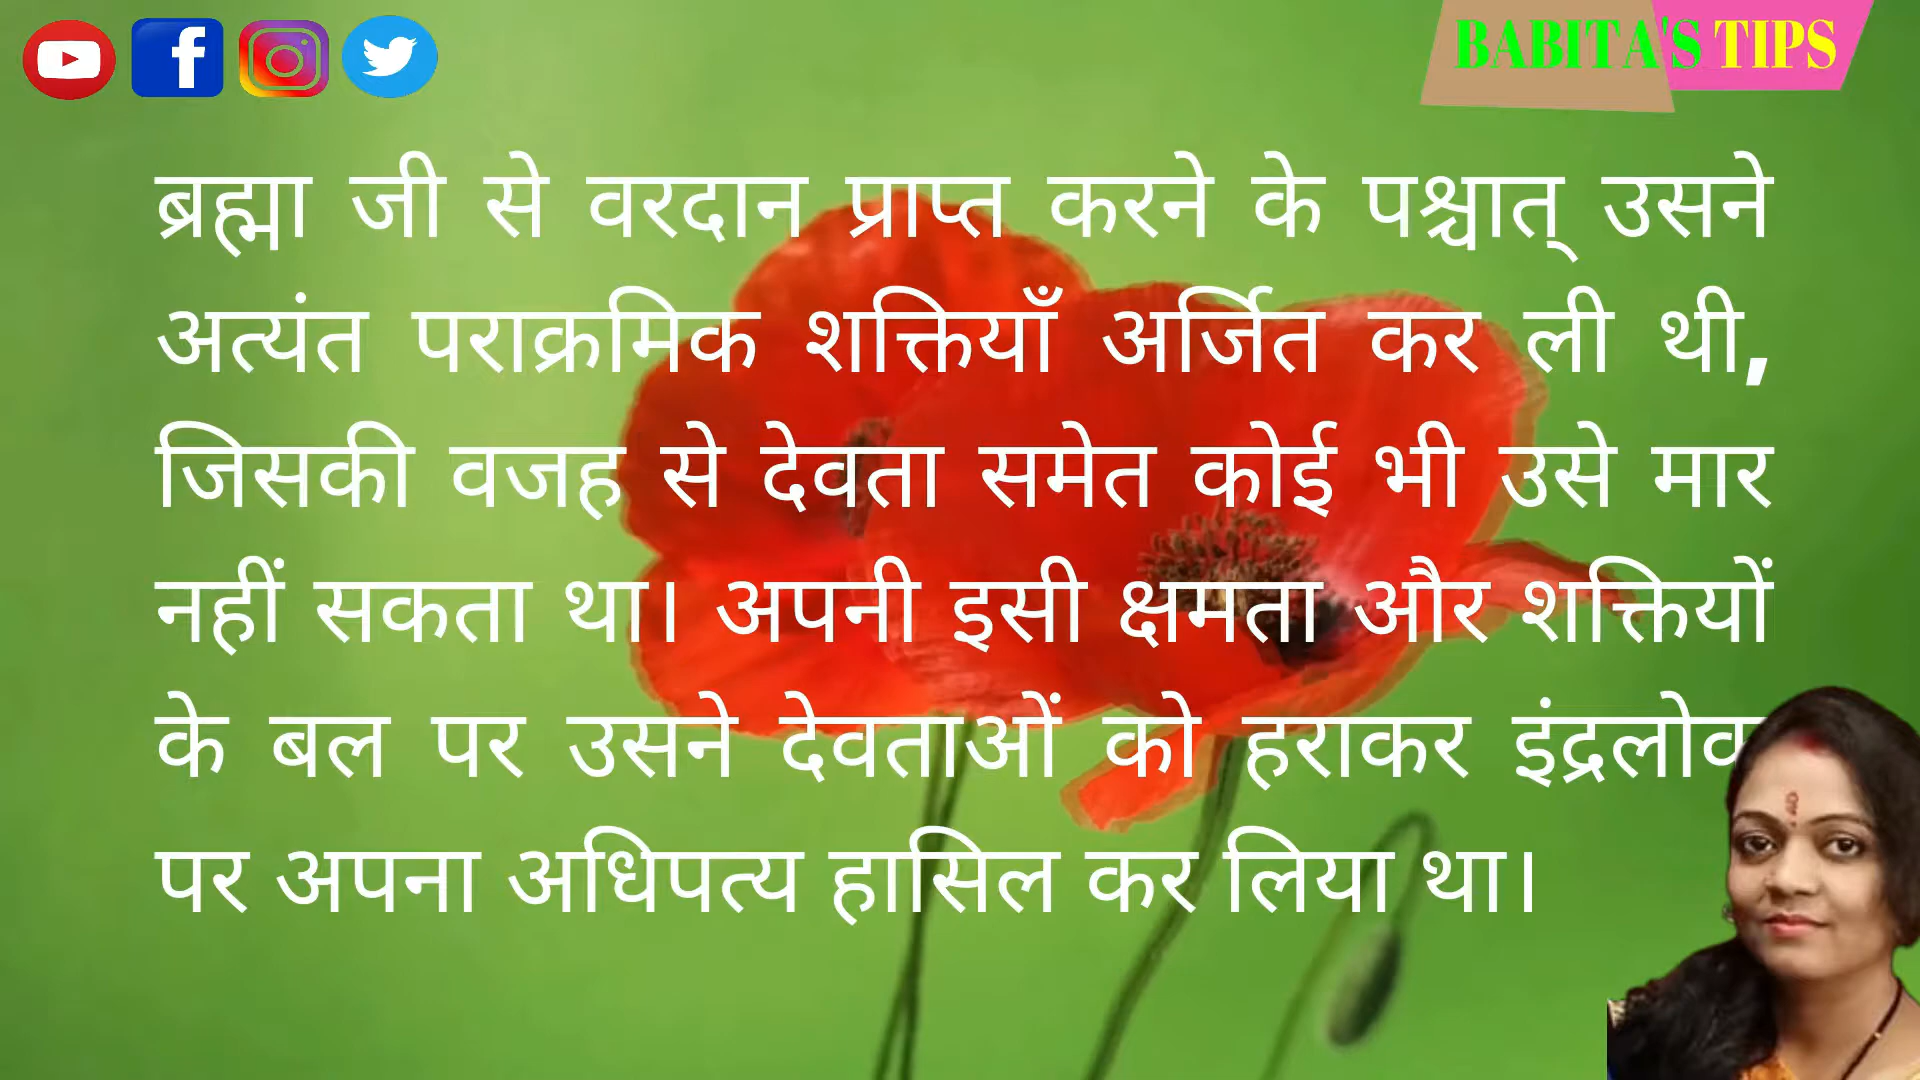 BABITA'S TIPS
ब्रह्मा जी से वरदान प्राप्त करने के पश्चात् उसने
अत्यंत पराक्रमिक शक्तियाँ अर्जित कर ली थी,
जिसकी वजह से देवता समेत कोई भी उसे मार
नहीं सकता था। अपनी इसी क्षमता और शक्तियों
के बल पर उसने देवताओं को हराकर
पर अपना अधिपत्य हासिल कर लिया था।